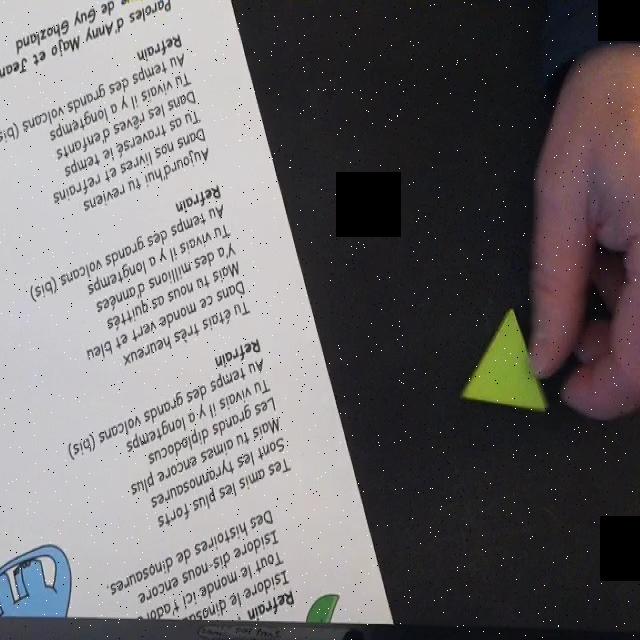 Refrain
Isidore le dinosaure
Tout le monde ici t'adore
Isidore dis-nous encore
Des histoires de dinosaures.
Tes amis les plus forts
Sont les tyrannosaures
Mais tu aimes encore plus
Les grands diplodocus
Tu vivais il y a longtemps
Au temps des grands volcans (bis)
Refrain
Tu étais très heureux
Dans ce monde vert et bleu
Mais tu nous as quittés
Y'a des millions d'années
Tu vivais il y a longtemps
Au temps des grands volcans (bis)
Refrain
Aujourd'hui tu reviens
Dans nos livres et refrains
Tu as traversé le temps
Dans les rêves d'enfants
Tu vivais il y a longtemps
Au temps des grands volcans (bis)
Refrain
Paroles d'Anny Majo et Jean
de Guy Ghazland